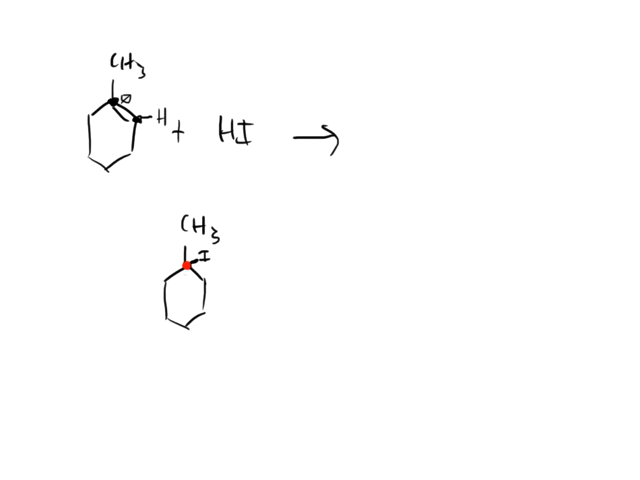 CH3
Ø
H + HI →
CH3
I